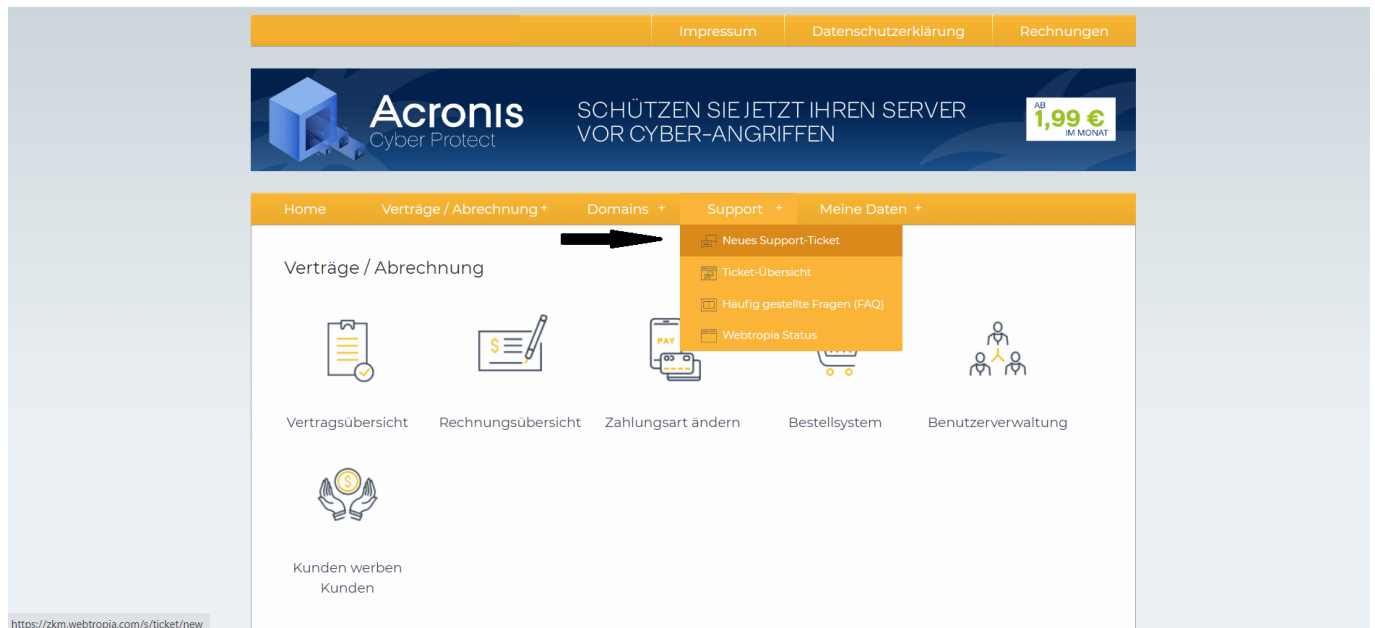 Impressum
Datenschutzerklärung
Rechnungen
Acronis
Cyber Protect
SCHÜTZEN SIE JETZT IHREN SERVER
VOR CYBER-ANGRIFFEN
AB
1,99 €
IM MONAT
Home
Verträge / Abrechnung +
Domains +
Support +
Meine Daten +
Neues Support-Ticket
Ticket-Übersicht
Häufig gestellte Fragen (FAQ)
Webtropia Status
Verträge / Abrechnung
$
PAY
Vertragsübersicht
Rechnungsübersicht
Zahlungsart ändern
Bestellsystem
Benutzerverwaltung
$
Kunden werben
Kunden
https://zkm.webtropia.com/s/ticket/new